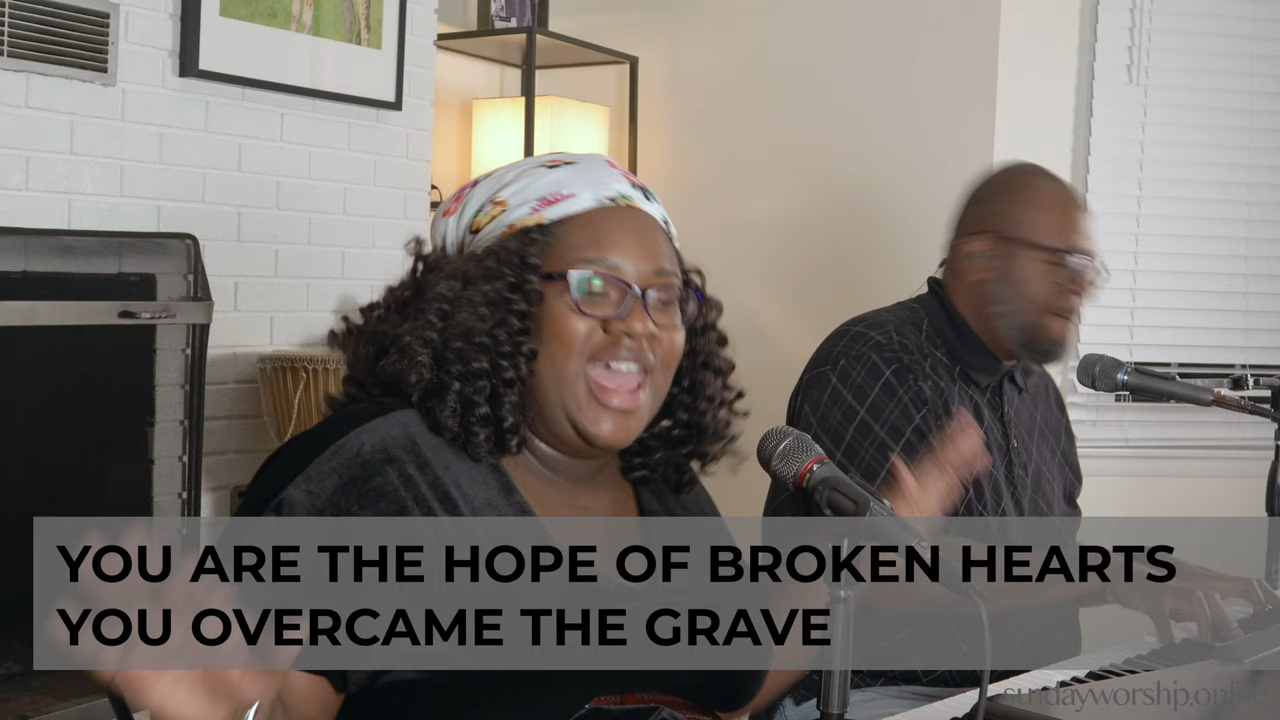 YOU ARE THE HOPE OF BROKEN HEARTS
YOU OVERCAME THE GRAVE
sundayworship.online